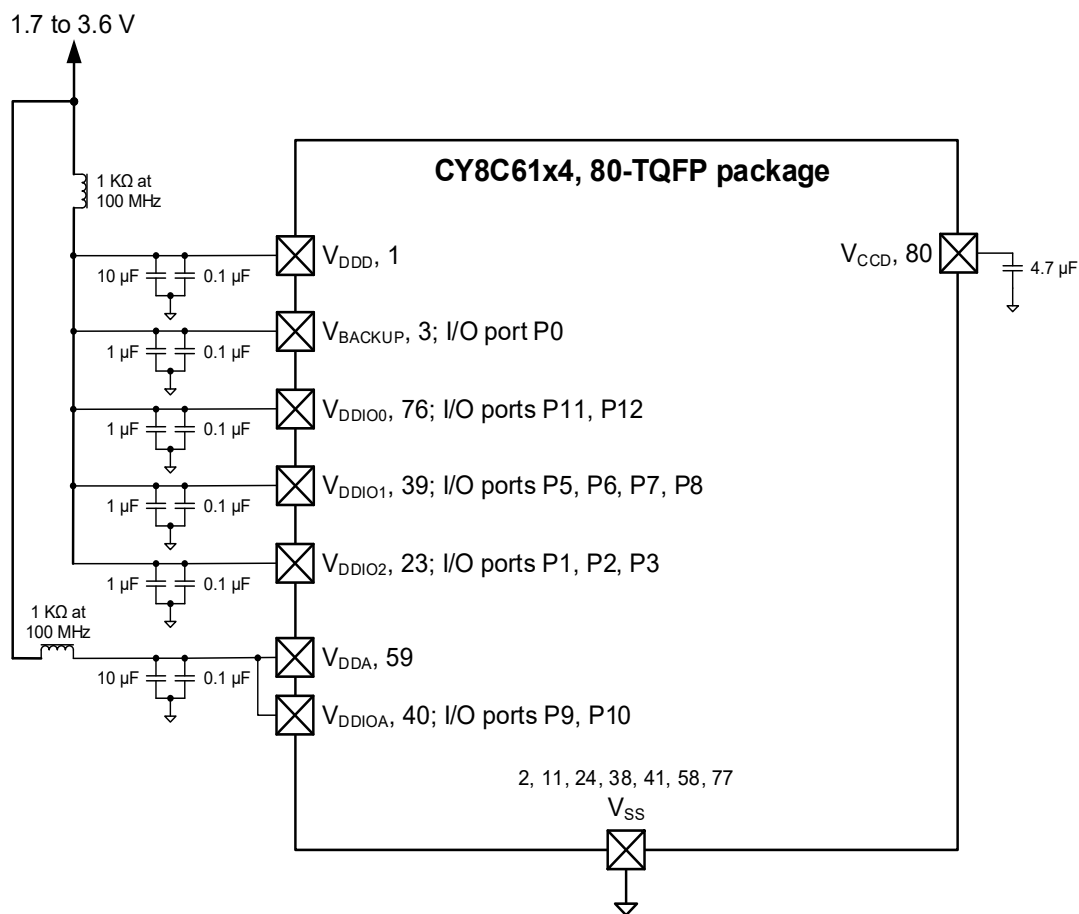 1.7 to 3.6 V
1 KΩ at
100 MHz
CY8C61x4, 80-TQFP package
10 µF
0.1 µF
VDDD, 1
VCCD, 80
4.7 µF
1 µF
0.1 µF
VBACKUP, 3; I/O port P0
1 µF
0.1 µF
VDDIO0, 76; I/O ports P11, P12
1 µF
0.1 µF
VDDIO1, 39; I/O ports P5, P6, P7, P8
1 µF
0.1 µF
VDDIO2, 23; I/O ports P1, P2, P3
1 KΩ at
100 MHz
10 µF
0.1 µF
VDDA, 59
VDDIOA, 40; I/O ports P9, P10
2, 11, 24, 38, 41, 58, 77
VSS